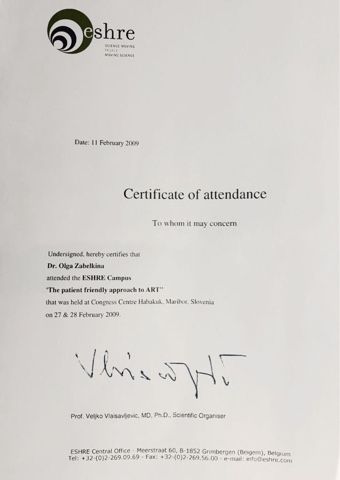 eshre
SCIENCE MOVING
PEOPLE
MOVING SCIENCE
Date: 11 February 2009
Certificate of attendance
To whom it may concern
Undersigned, hereby certifies that
Dr. Olga Zabelkina
attended the ESHRE Campus
"The patient friendly approach to ART"
that was held at Congress Centre Habakuk, Maribor, Slovenia
on 27 & 28 February 2009.
Prof. Veljko Vlaisavljevic, MD, Ph.D., Scientific Organiser
ESHRE Central Office - Meerstraat 60, B-1852 Grimbergen (Beigem), Belgium
Tel: +32-(0)2-269.09.69 - Fax: +32-(0)2-269.56.00 - e-mail: info@eshre.com